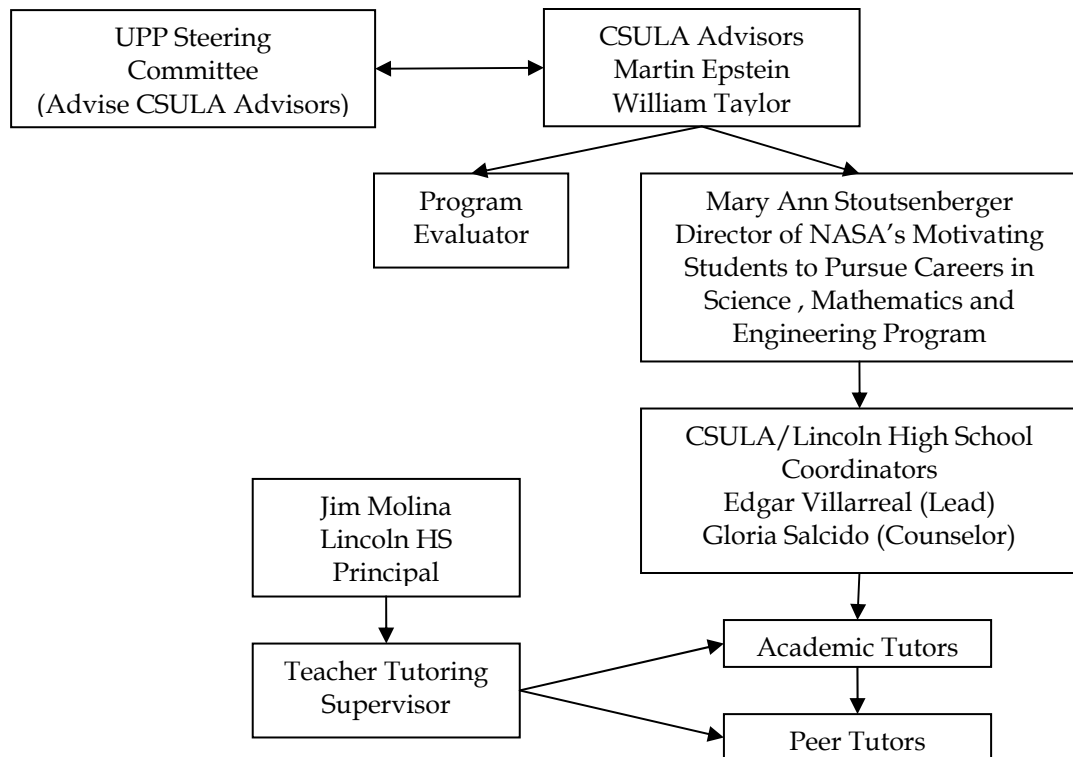 UPP Steering
Committee
(Advise CSULA Advisors)
CSULA Advisors
Martin Epstein
William Taylor
Program
Evaluator
Mary Ann Stoutsenberger
Director of NASA’s Motivating
Students to Pursue Careers in
Science , Mathematics and
Engineering Program
CSULA/Lincoln High School
Coordinators
Edgar Villarreal (Lead)
Gloria Salcido (Counselor)
Jim Molina
Lincoln HS
Principal
Teacher Tutoring
Supervisor
Academic Tutors
Peer Tutors